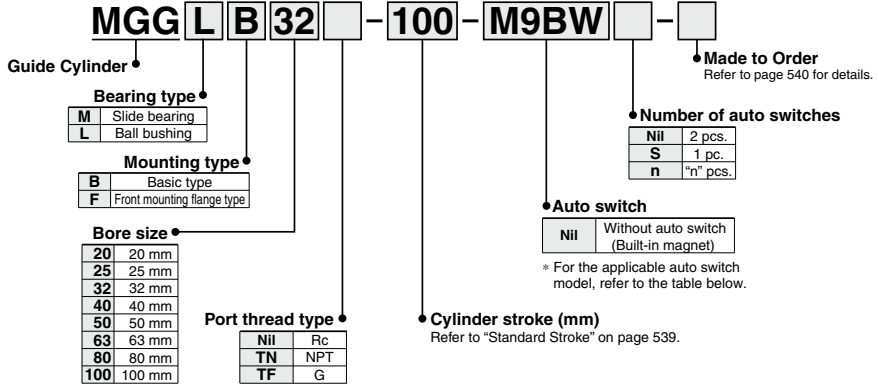 MGG L B 32 - 100 - M9BW -
Guide Cylinder
Made to Order
Refer to page 540 for details.
Bearing type
M Slide bearing
L Ball bushing
Number of auto switches
Nil 2 pcs.
S 1 pc.
n “n” pcs.
Mounting type
B Basic type
F Front mounting flange type
Auto switch
Nil Without auto switch
(Built-in magnet)
∗ For the applicable auto switch
model, refer to the table below.
Bore size
20 20 mm
25 25 mm
32 32 mm
40 40 mm
50 50 mm
63 63 mm
80 80 mm
100 100 mm
Port thread type
Nil Rc
TN NPT
TF G
Cylinder stroke (mm)
Refer to “Standard Stroke” on page 539.